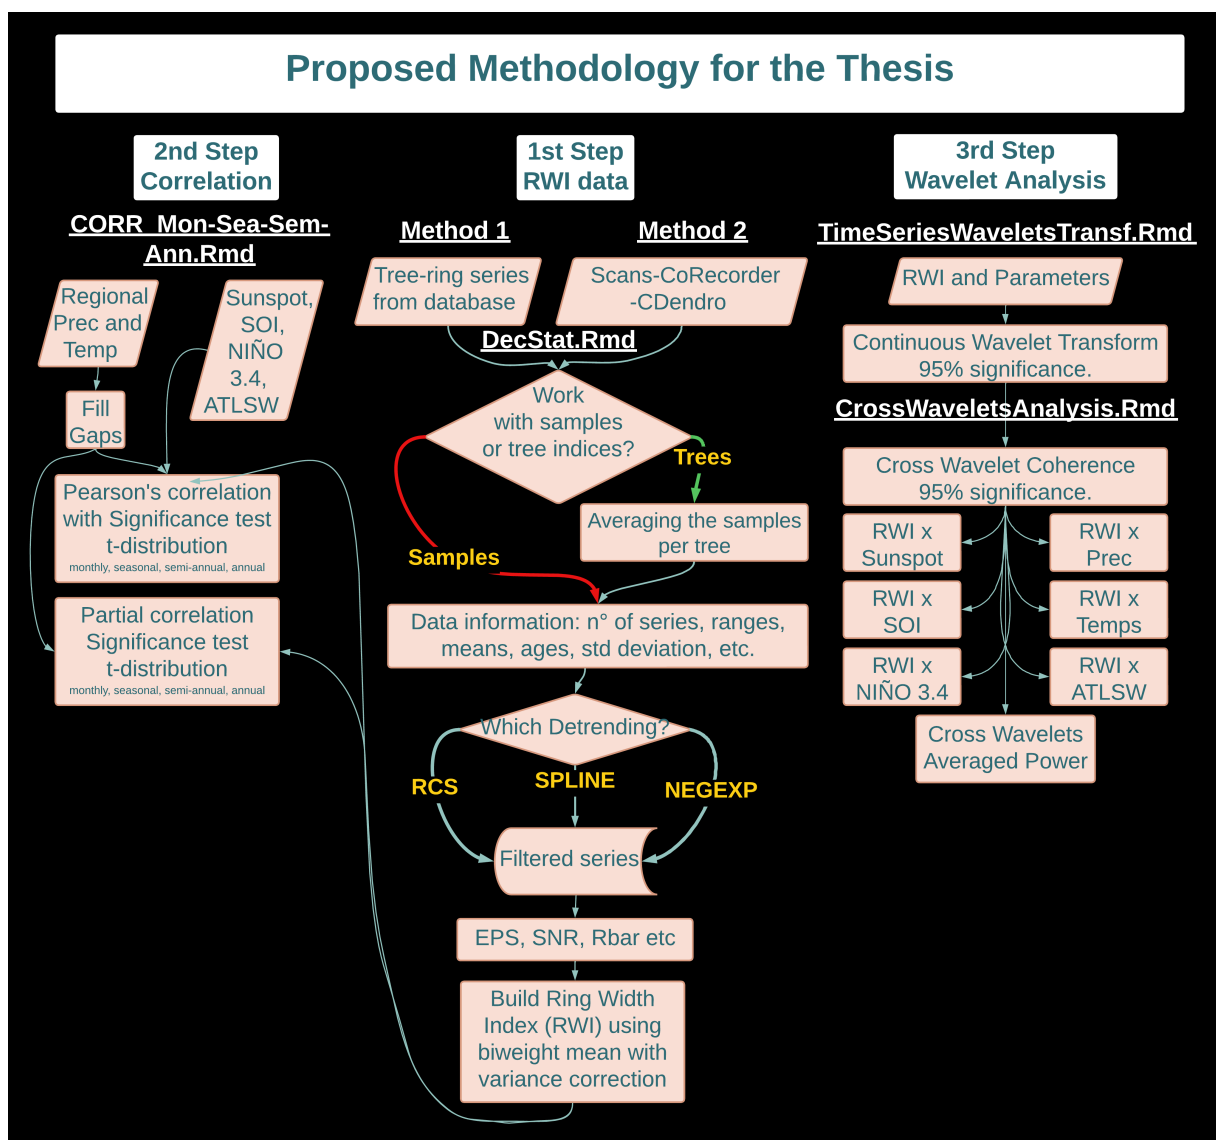 Proposed Methodology for the Thesis
2nd Step
Correlation
CORR_Mon-Sea-Sem-
Ann.Rmd
Regional
Prec and
Temp
Sunspot,
SOI,
NIÑO
3.4,
ATLSW
Fill
Gaps
Pearson's correlation
with Significance test
t-distribution
monthly, seasonal, semi-annual, annual
Partial correlation
Significance test
t-distribution
monthly, seasonal, semi-annual, annual
1st Step
RWI data
Method 1
Method 2
Tree-ring series
from database
Scans-CoRecorder
-CDendro
DecStat.Rmd
Work
with samples
or tree indices?
Trees
Averaging the samples
per tree
Samples
Data information: n° of series, ranges,
means, ages, std deviation, etc.
Which Detrending?
RCS
SPLINE
NEGEXP
Filtered series
EPS, SNR, Rbar etc
Build Ring Width
Index (RWI) using
biweight mean with
variance correction
3rd Step
Wavelet Analysis
TimeSeriesWaveletsTransf.Rmd
RWI and Parameters
Continuous Wavelet Transform
95% significance.
CrossWaveletsAnalysis.Rmd
Cross Wavelet Coherence
95% significance.
RWI x
Sunspot
RWI x
Prec
RWI x
SOI
RWI x
Temps
RWI x
NIÑO 3.4
RWI x
ATLSW
Cross Wavelets
Averaged Power